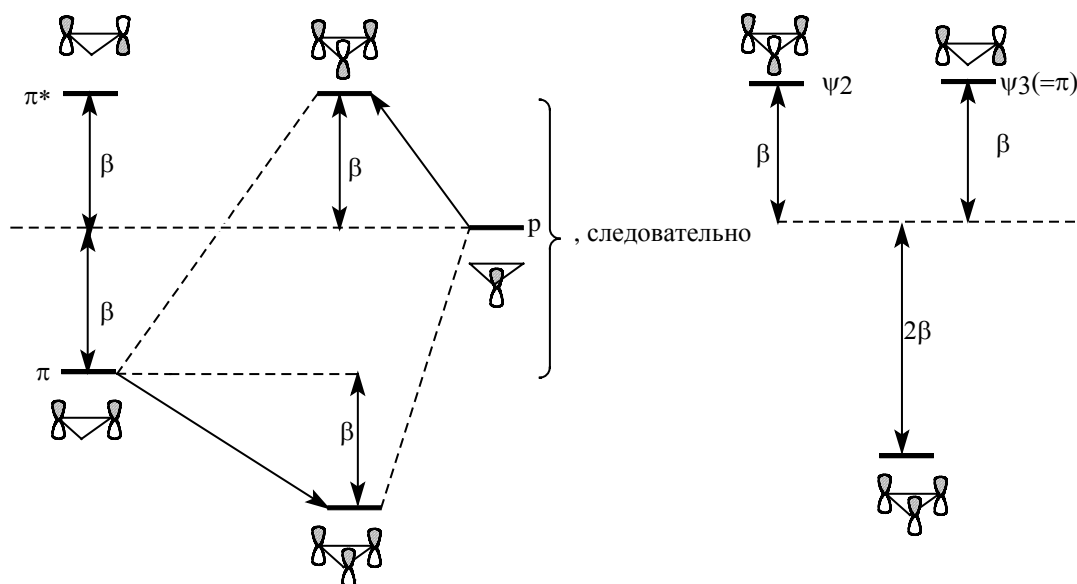 π*
ψ2
ψ3(=π)
β
β
β
β
p
, следовательно
β
2β
π
β